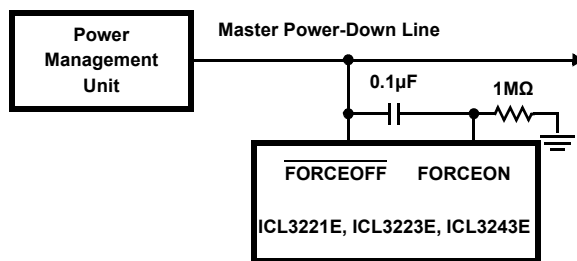 Power
Management
Unit
Master Power-Down Line
0.1µF
1MΩ
FORCEOFF
FORCEON
ICL3221E, ICL3223E, ICL3243E